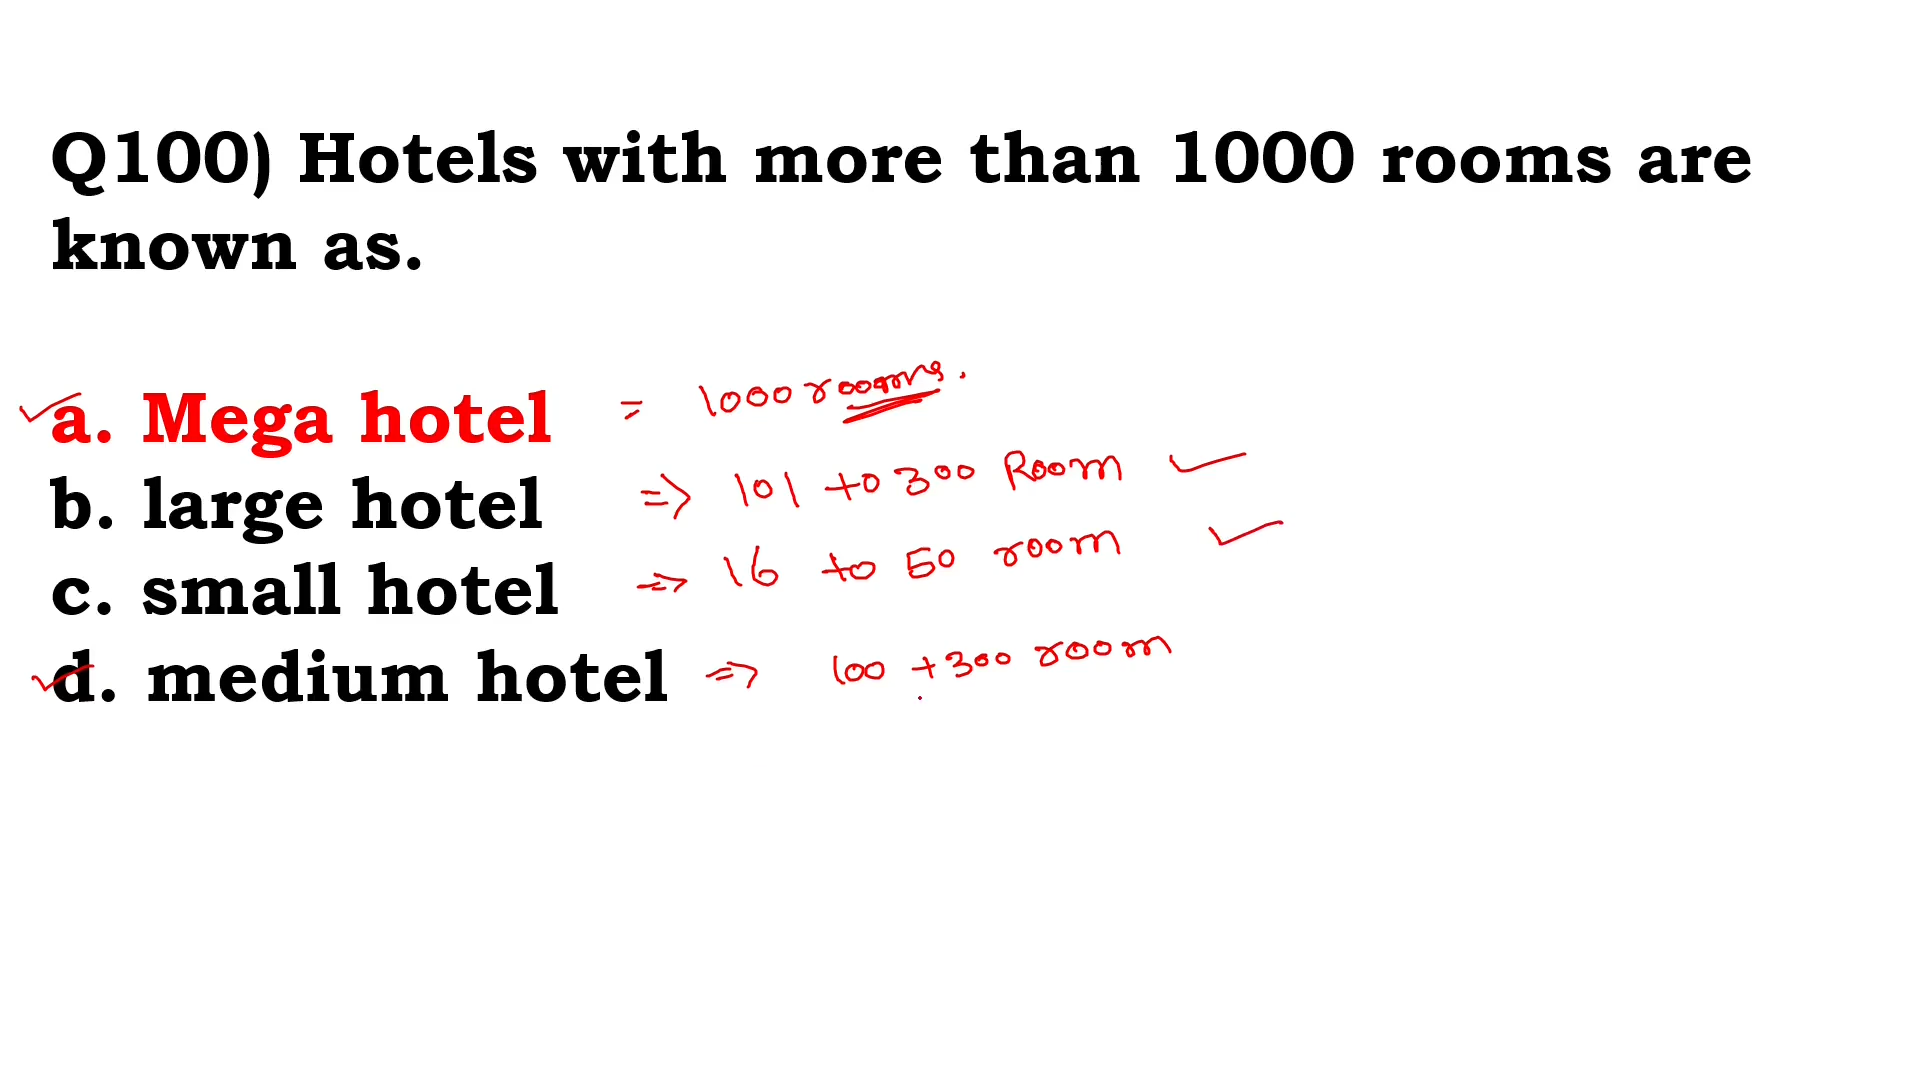 Q100) Hotels with more than 1000 rooms are
known as.
a. Mega hotel = 1000 rooms.
b. large hotel => 101 to 300 Room
c. small hotel => 16 to 50 room
d. medium hotel => 100 + 300 room